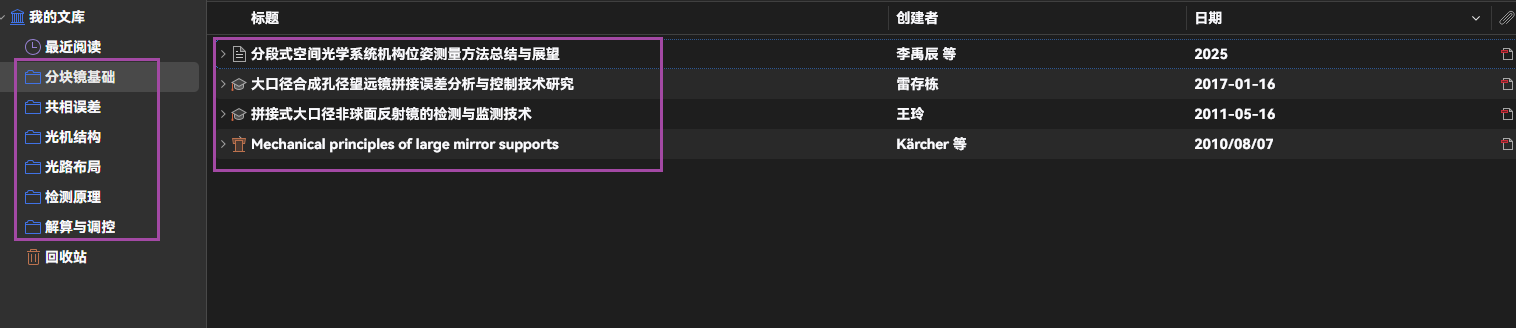 我的文库
最近阅读
分块镜基础
共相误差
光机结构
光路布局
检测原理
解算与调控
回收站
标题 创建者 日期
分段式空间光学系统机构位姿测量方法总结与展望 李禹辰 等 2025
大口径合成孔径望远镜拼接误差分析与控制技术研究 雷存栋 2017-01-16
拼接式大口径非球面反射镜的检测与监测技术 王玲 2011-05-16
Mechanical principles of large mirror supports Kärcher 等 2010/08/07